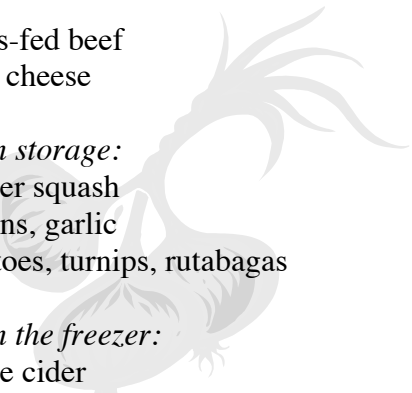 s-fed beef
cheese
n storage:
er squash
ns, garlic
toes, turnips, rutabagas
n the freezer:
e cider